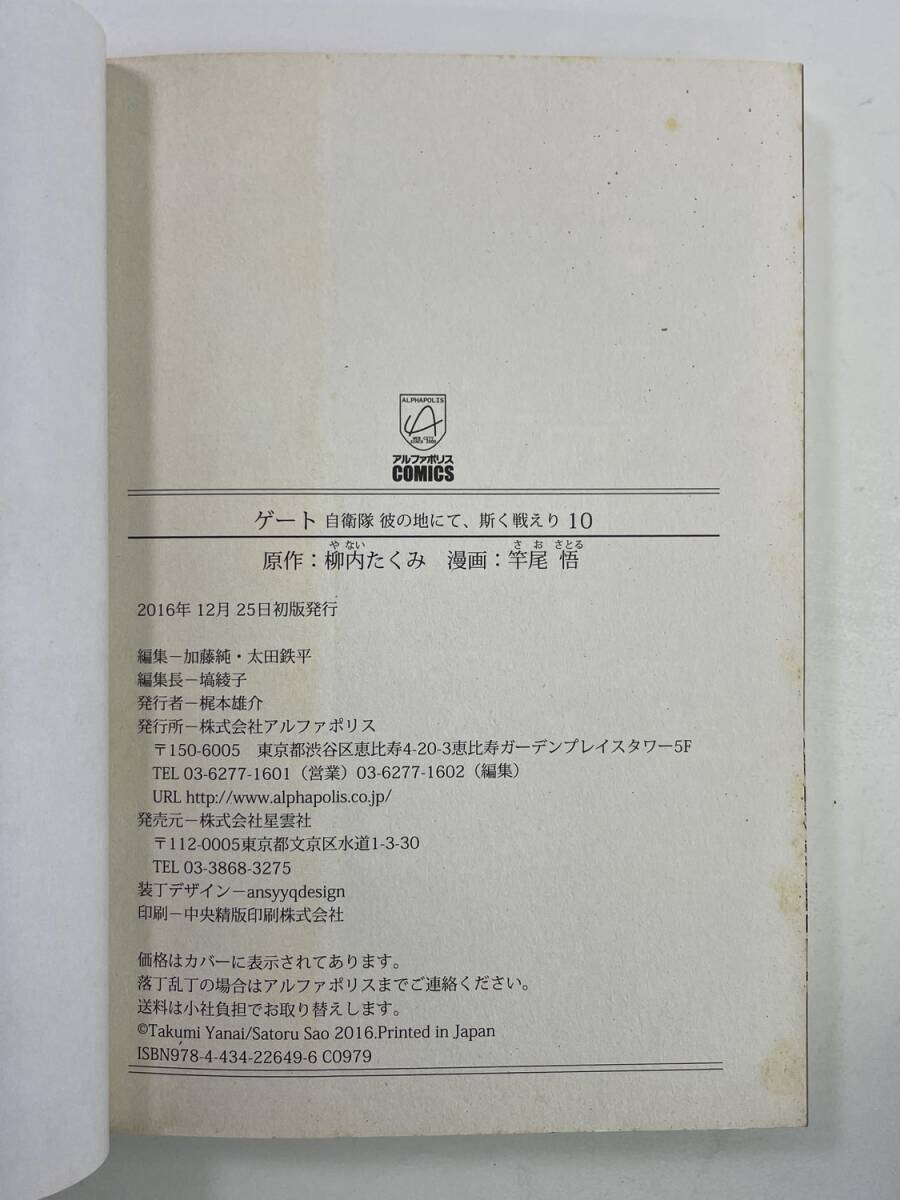 ALPHAPOLIS
WEB CITY
SINCE 2000
アルファポリス
COMICS
ゲート 自衛隊 彼の地にて、斯く戦えり 10
や ない さ お さとる
原作：柳内たくみ 漫画：竿尾 悟
2016年 12月 25日初版発行
編集－加藤純・太田鉄平
編集長－塙綾子
発行者－梶本雄介
発行所－株式会社アルファポリス
〒150-6005 東京都渋谷区恵比寿4-20-3恵比寿ガーデンプレイスタワー5F
TEL 03-6277-1601（営業）03-6277-1602（編集）
URL http://www.alphapolis.co.jp/
発売元－株式会社星雲社
〒112-0005東京都文京区水道1-3-30
TEL 03-3868-3275
装丁デザイン－ansyyqdesign
印刷－中央精版印刷株式会社
価格はカバーに表示されてあります。
落丁乱丁の場合はアルファポリスまでご連絡ください。
送料は小社負担でお取り替えします。
©Takumi Yanai/Satoru Sao 2016.Printed in Japan
ISBN978-4-434-22649-6 C0979